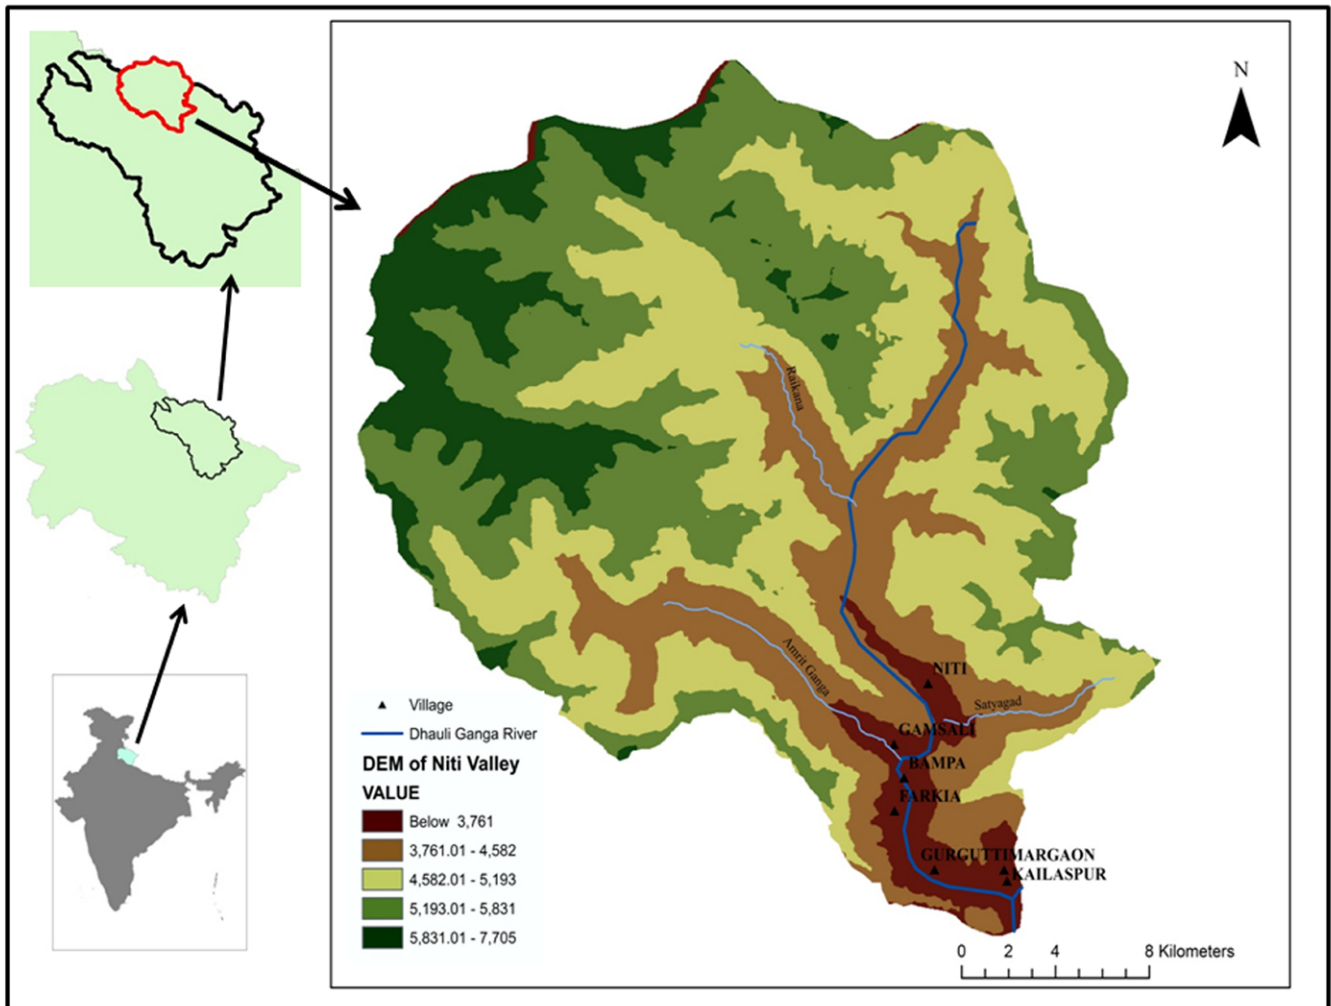 N
Raikana
Amrit Ganga
NITI
Satyagad
GAMSALI
BAMPA
FARKIA
GURGUTTIMARGAON
KAILASPUR
Village
Dhauli Ganga River
DEM of Niti Valley
VALUE
Below 3,761
3,761.01 - 4,582
4,582.01 - 5,193
5,193.01 - 5,831
5,831.01 - 7,705
0 2 4 8 Kilometers